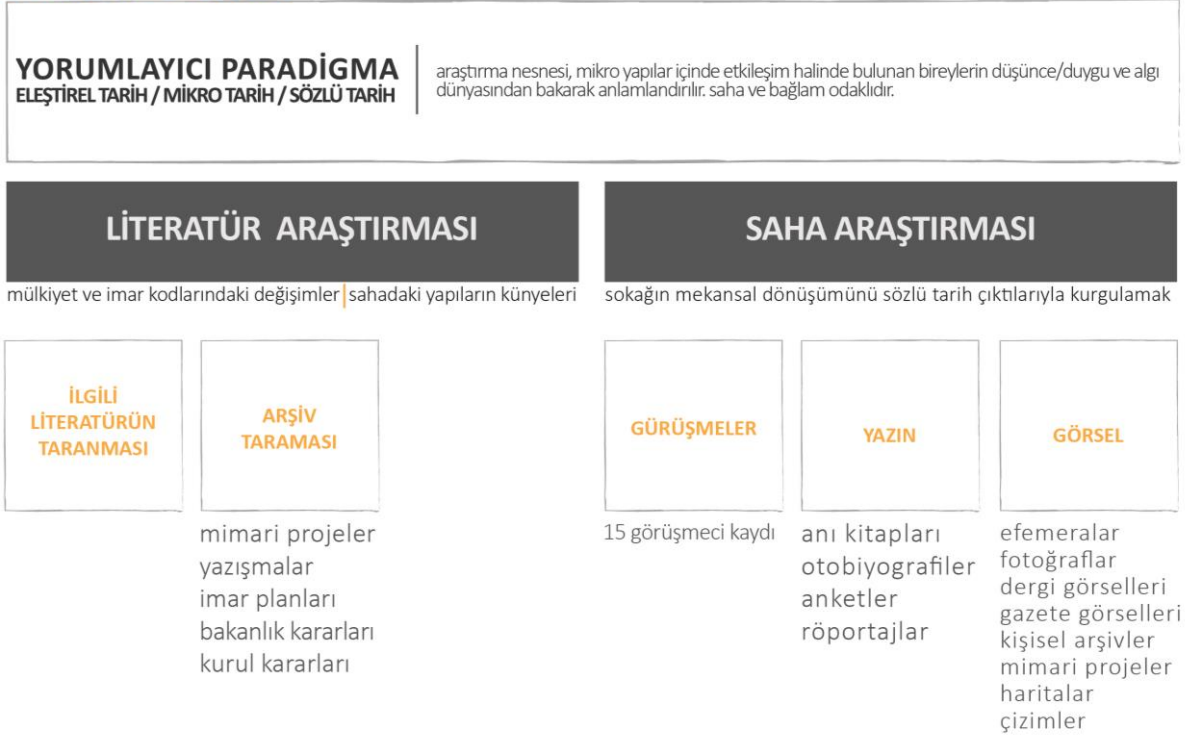 YORUMLAYICI PARADİGMA
ELEŞTİREL TARİH / MİKRO TARİH / SÖZLÜ TARİH
araştırma nesnesi, mikro yapılar içinde etkileşim halinde bulunan bireylerin düşünce/duygu ve algı
dünyasından bakarak anlamlandırılır. saha ve bağlam odaklıdır.
LİTERATÜR ARAŞTIRMASI
mülkiyet ve imar kodlarındaki değişimler | sahadaki yapıların künyeleri
İLGİLİ
LİTERATÜRÜN
TARANMASI
ARŞİV
TARAMASI
mimari projeler
yazışmalar
imar planları
bakanlık kararları
kurul kararları
SAHA ARAŞTIRMASI
sokağın mekansal dönüşümünü sözlü tarih çıktılarıyla kurgulamak
GÜRÜŞMELER
15 görüşmeci kaydı
YAZIN
anı kitapları
otobiyografiler
anketler
röportajlar
GÖRSEL
efemeralar
fotoğraflar
dergi görselleri
gazete görselleri
kişisel arşivler
mimari projeler
haritalar
çizimler